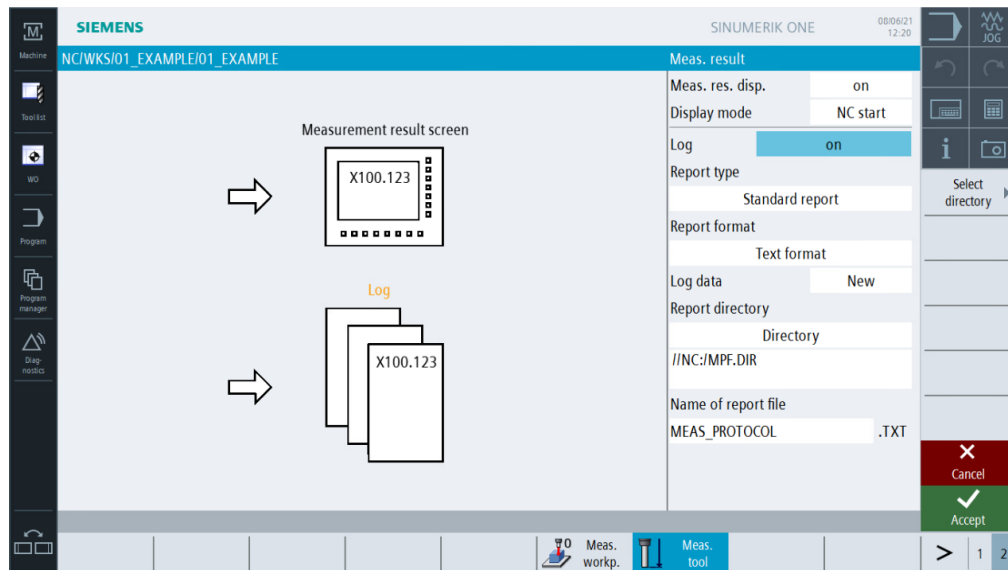 SIEMENS
SINUMERIK ONE
08/06/21
12:20
M
Machine
JOG
NC/WKS/01_EXAMPLE/01_EXAMPLE
Meas. result
Meas. res. disp. on
Display mode NC start
Tool list
Measurement result screen
X100.123
Log on
Report type
Standard report
WO
Select
directory
Report format
Text format
Program
Log
Log data New
Program
manager
Report directory
Directory
//NC:/MPF.DIR
X100.123
Diag-
nostics
Name of report file
MEAS_PROTOCOL .TXT
Cancel
Accept
Meas.
workp.
Meas.
tool
> 1 2